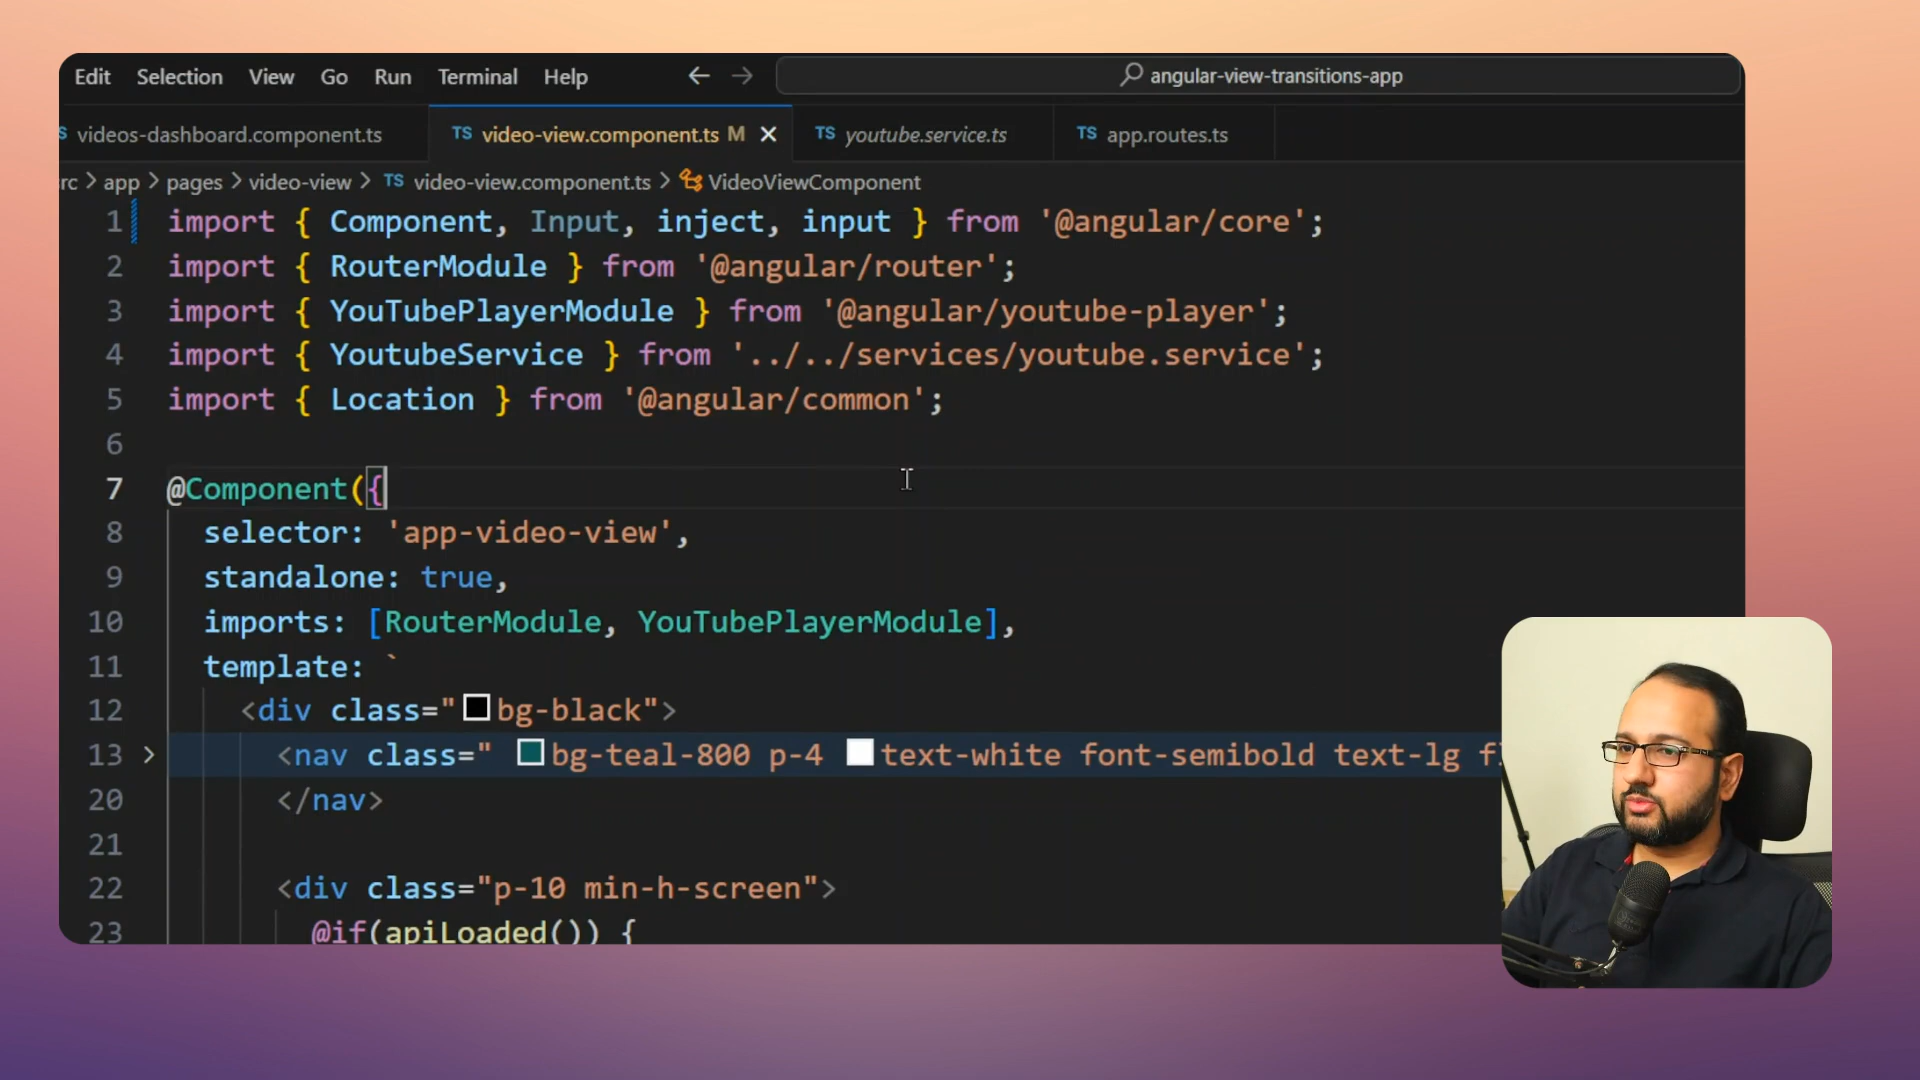 Edit Selection View Go Run Terminal Help angular-view-transitions-app
videos-dashboard.component.ts TS video-view.component.ts M TS youtube.service.ts TS app.routes.ts
rc > app > pages > video-view > TS video-view.component.ts > VideoViewComponent
1 import { Component, Input, inject, input } from '@angular/core';
2 import { RouterModule } from '@angular/router';
3 import { YouTubePlayerModule } from '@angular/youtube-player';
4 import { YoutubeService } from '../../services/youtube.service';
5 import { Location } from '@angular/common';
6
7 @Component({
8 selector: 'app-video-view',
9 standalone: true,
10 imports: [RouterModule, YouTubePlayerModule],
11 template: `
12 <div class="bg-black">
13 <nav class=" bg-teal-800 p-4 text-white font-semibold text-lg
20 </nav>
21
22 <div class="p-10 min-h-screen">
23 @if(apiLoaded()) {